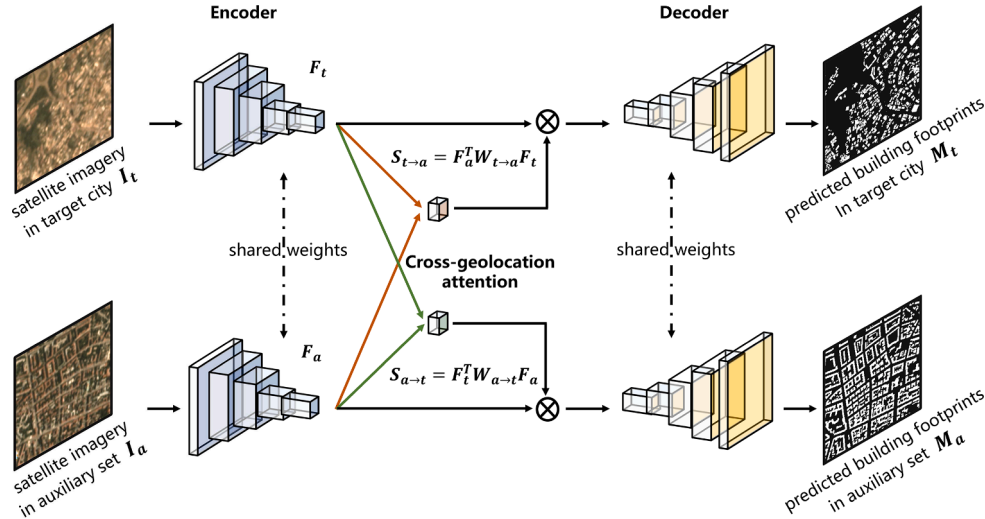 Encoder
Decoder
satellite imagery
in target city I_t
F_t
S_{t→a} = F_a^T W_{t→a} F_t
predicted building footprints
In target city M_t
shared weights
shared weights
Cross-geolocation
attention
satellite imagery
in auxiliary set I_a
F_a
S_{a→t} = F_t^T W_{a→t} F_a
predicted building footprints
in auxiliary set M_a